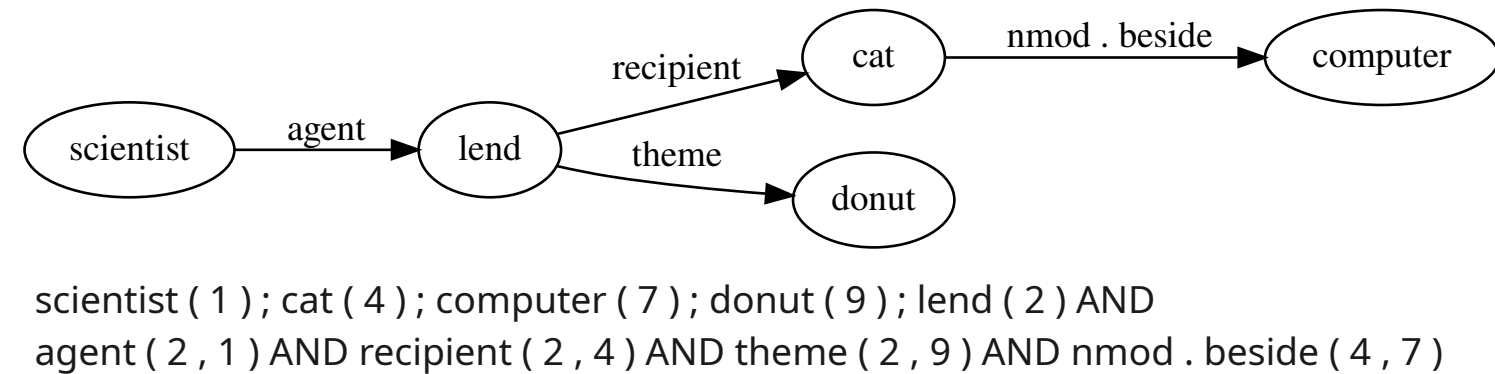 recipient
cat
nmod . beside
computer
scientist
agent
lend
theme
donut
scientist ( 1 ) ; cat ( 4 ) ; computer ( 7 ) ; donut ( 9 ) ; lend ( 2 ) AND
agent ( 2 , 1 ) AND recipient ( 2 , 4 ) AND theme ( 2 , 9 ) AND nmod . beside ( 4 , 7 )